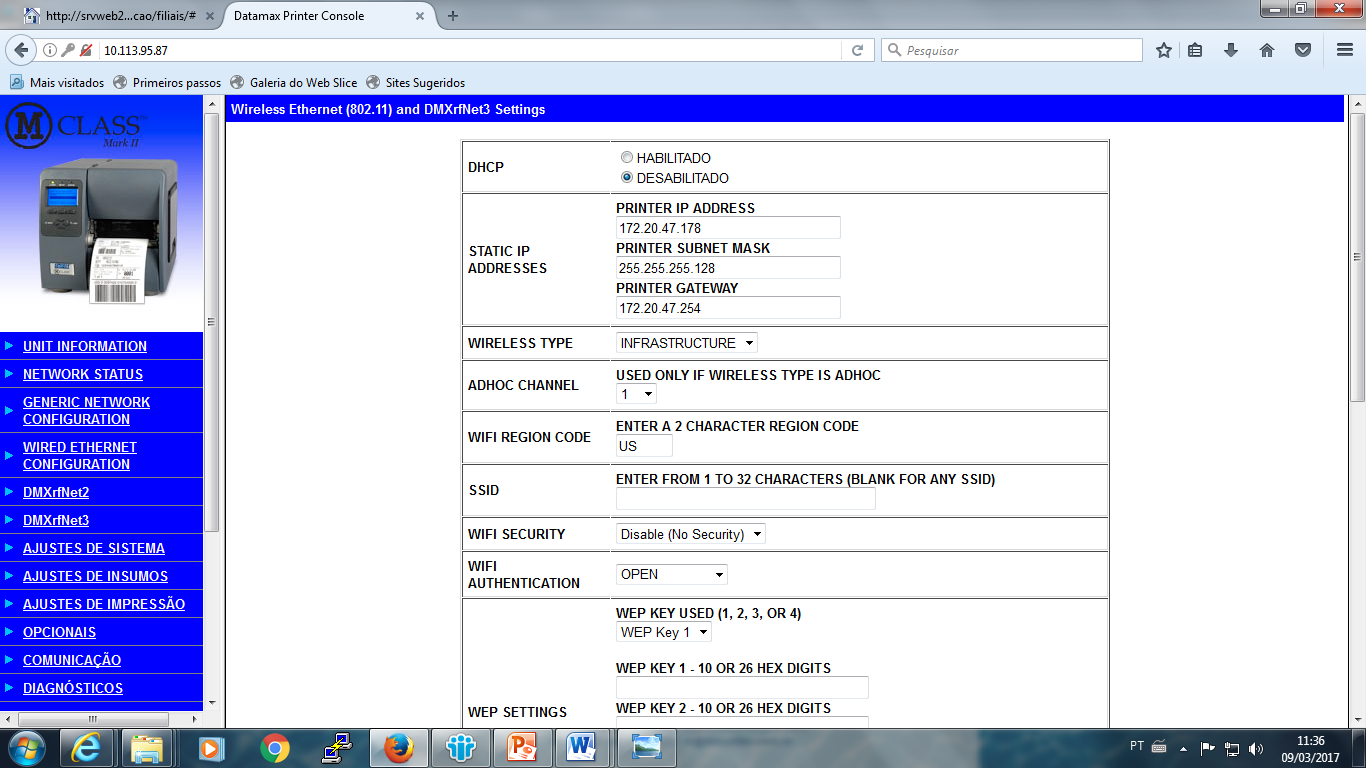 http://srvweb2...cao/filiais/#
Datamax Printer Console
10.113.95.87
Pesquisar
Mais visitados
Primeiros passos
Galeria do Web Slice
Sites Sugeridos
M CLASS™
Mark II
UNIT INFORMATION
NETWORK STATUS
GENERIC NETWORK
CONFIGURATION
WIRED ETHERNET
CONFIGURATION
DMXrfNet2
DMXrfNet3
AJUSTES DE SISTEMA
AJUSTES DE INSUMOS
AJUSTES DE IMPRESSÃO
OPCIONAIS
COMUNICAÇÃO
DIAGNÓSTICOS
Wireless Ethernet (802.11) and DMXrfNet3 Settings
DHCP
HABILITADO
DESABILITADO
STATIC IP
ADDRESSES
PRINTER IP ADDRESS
172.20.47.178
PRINTER SUBNET MASK
255.255.255.128
PRINTER GATEWAY
172.20.47.254
WIRELESS TYPE
INFRASTRUCTURE
ADHOC CHANNEL
USED ONLY IF WIRELESS TYPE IS ADHOC
1
WIFI REGION CODE
ENTER A 2 CHARACTER REGION CODE
US
SSID
ENTER FROM 1 TO 32 CHARACTERS (BLANK FOR ANY SSID)
WIFI SECURITY
Disable (No Security)
WIFI
AUTHENTICATION
OPEN
WEP SETTINGS
WEP KEY USED (1, 2, 3, OR 4)
WEP Key 1
WEP KEY 1 - 10 OR 26 HEX DIGITS
WEP KEY 2 - 10 OR 26 HEX DIGITS
PT
11:36
09/03/2017